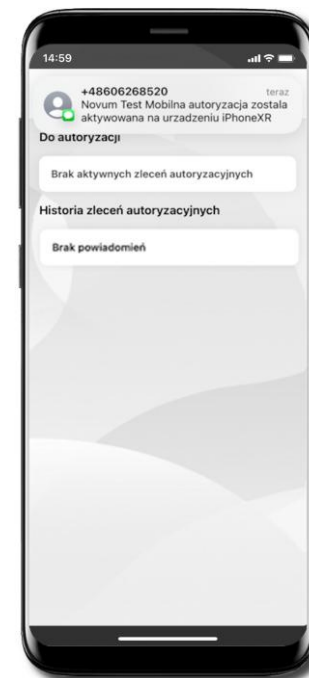 14:59
+48606268520 teraz
Novum Test Mobilna autoryzacja zostala
aktywowana na urzadzeniu iPhoneXR
Do autoryzacji
Brak aktywnych zleceń autoryzacyjnych
Historia zleceń autoryzacyjnych
Brak powiadomień